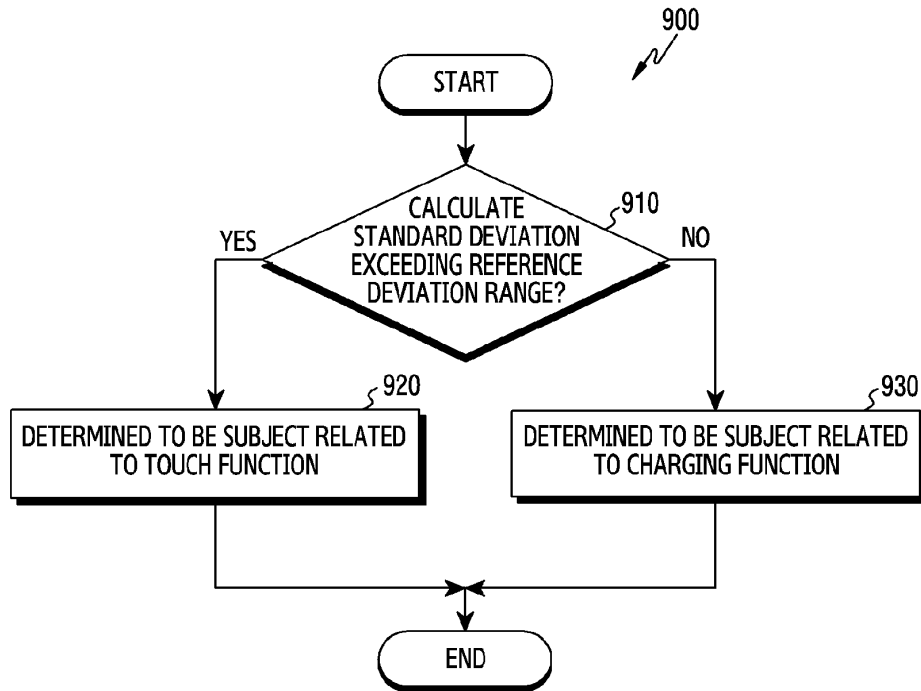 900
START
CALCULATE
STANDARD DEVIATION
EXCEEDING REFERENCE
DEVIATION RANGE?
910
YES
NO
920
DETERMINED TO BE SUBJECT RELATED
TO TOUCH FUNCTION
930
DETERMINED TO BE SUBJECT RELATED
TO CHARGING FUNCTION
END